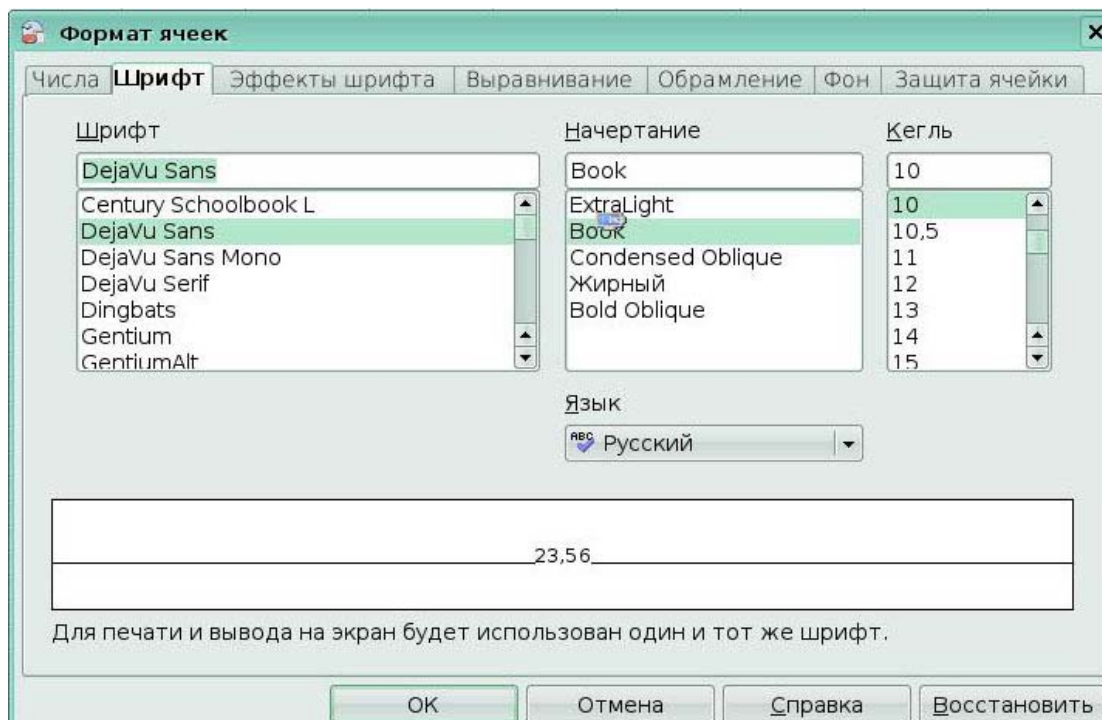 Формат ячеек
Числа Шрифт Эффекты шрифта Выравнивание Обрамление Фон Защита ячейки
Шрифт Начертание Кегль
DejaVu Sans Book 10
Century Schoolbook L ExtraLight 10
DejaVu Sans Book 10,5
DejaVu Sans Mono Condensed Oblique 11
DejaVu Serif Жирный 12
Dingbats Bold Oblique 13
Gentium 14
GentiumAlt 15
Язык
ABC Русский
23,56
Для печати и вывода на экран будет использован один и тот же шрифт.
OK Отмена Справка Восстановить